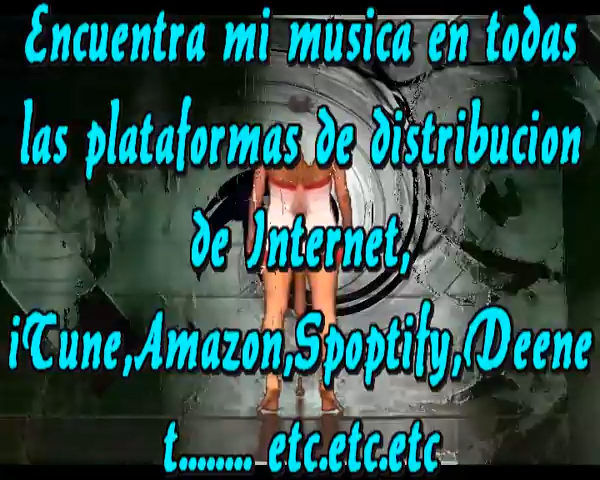 Encuentra mi musica en todas
las plataformas de distribucion
de Internet,
iTune,Amazon,Spoptify,Deene
t........ etc.etc.etc